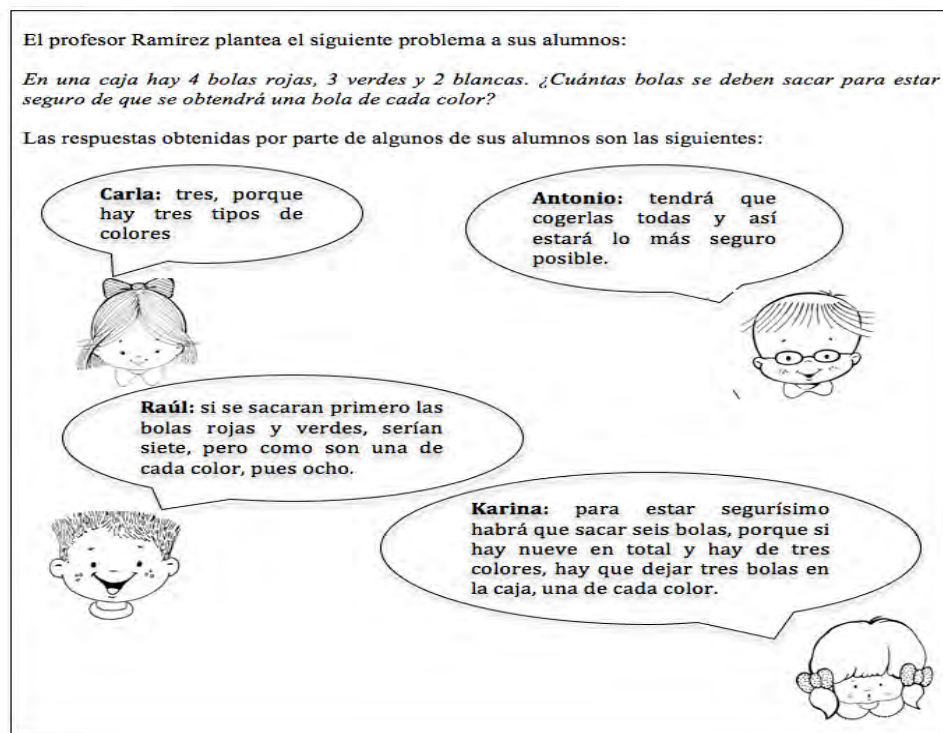 El profesor Ramírez plantea el siguiente problema a sus alumnos:
En una caja hay 4 bolas rojas, 3 verdes y 2 blancas. ¿Cuántas bolas se deben sacar para estar
seguro de que se obtendrá una bola de cada color?
Las respuestas obtenidas por parte de algunos de sus alumnos son las siguientes:
Carla: tres, porque
hay tres tipos de
colores
Antonio: tendrá que
cogerlas todas y así
estará lo más seguro
posible.
Raúl: si se sacaran primero las
bolas rojas y verdes, serían
siete, pero como son una de
cada color, pues ocho.
Karina: para estar segurísimo
habrá que sacar seis bolas, porque si
hay nueve en total y hay de tres
colores, hay que dejar tres bolas en
la caja, una de cada color.